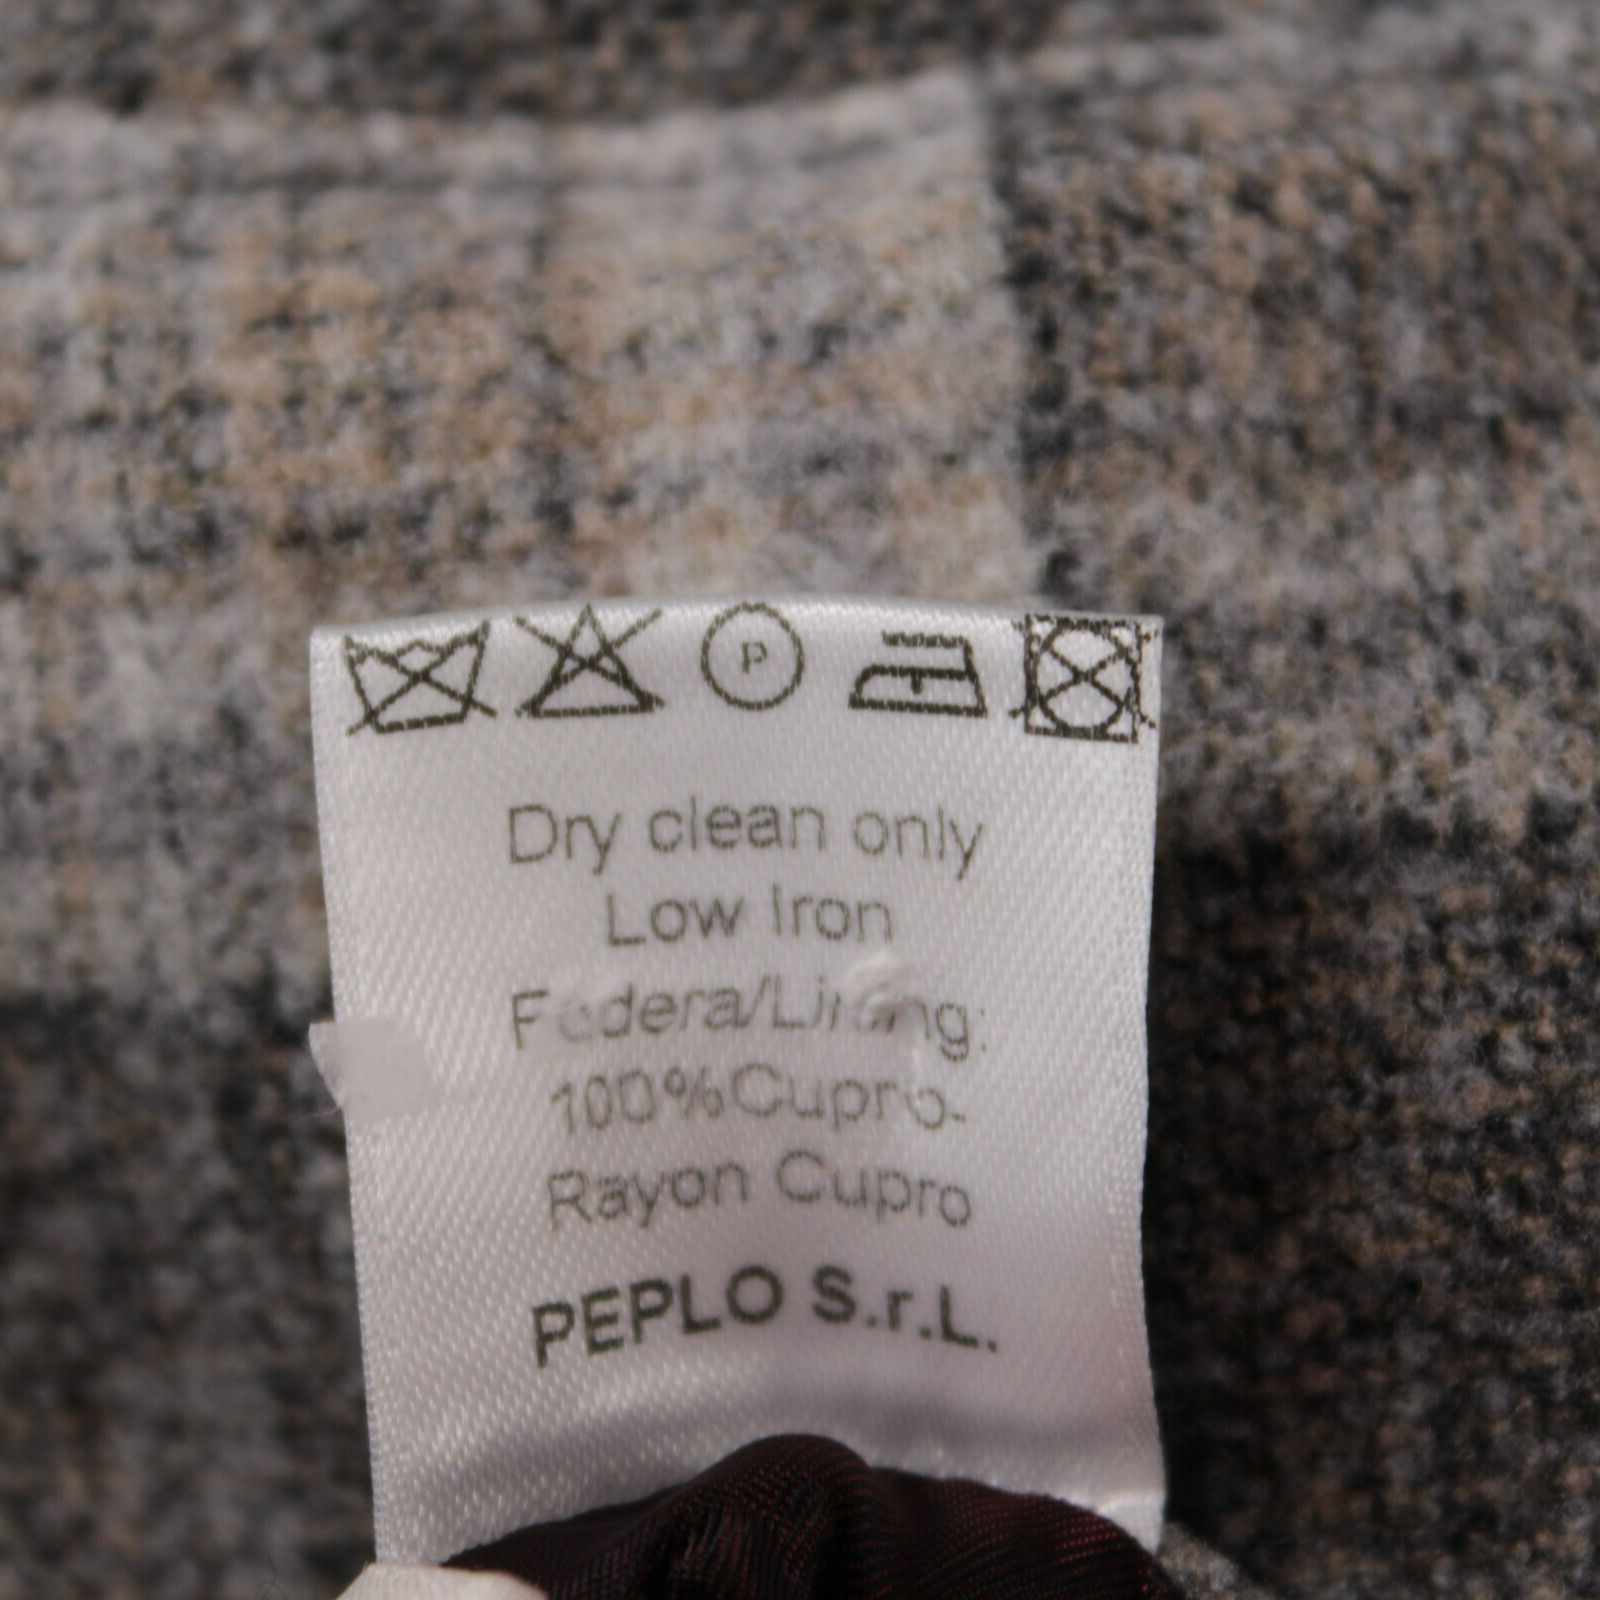 P
Dry clean only
Low Iron
Fodera/Lining:
100%Cupro-
Rayon Cupro
PEPLO S.r.L.